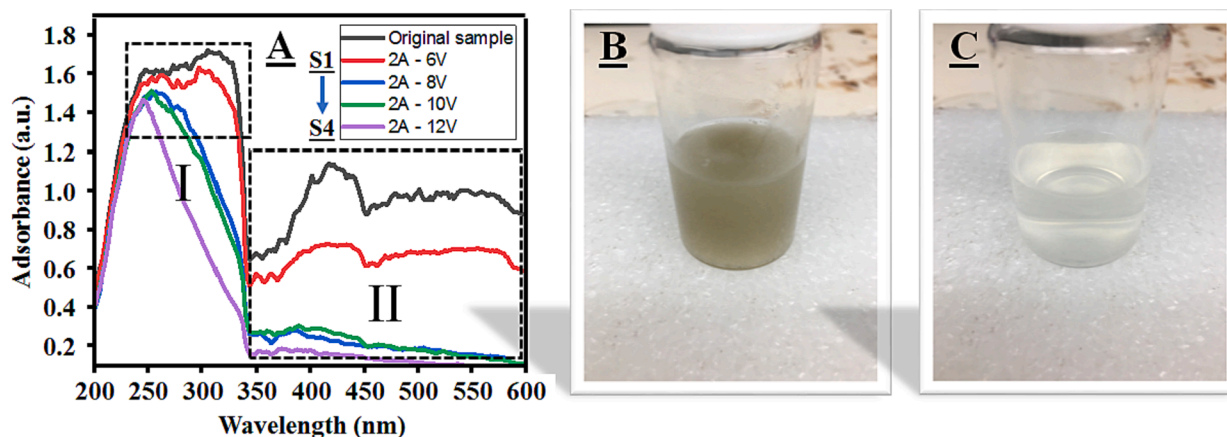 A
B
C
Original sample
S1
2A - 6V
2A - 8V
2A - 10V
S4
2A - 12V
I
II
1.8
1.6
1.4
1.2
1.0
0.8
0.6
0.4
0.2
Adsorbance (a.u.)
200 250 300 350 400 450 500 550 600
Wavelength (nm)